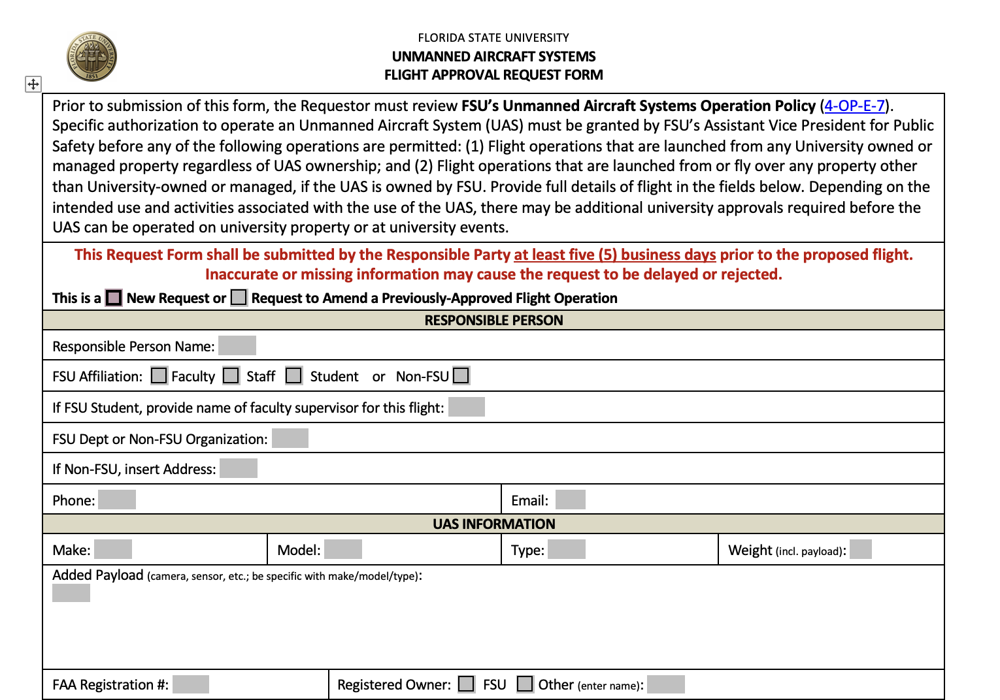 FLORIDA STATE UNIVERSITY
UNMANNED AIRCRAFT SYSTEMS
FLIGHT APPROVAL REQUEST FORM
FLORIDA STATE UNIVERSITY
1851
Prior to submission of this form, the Requestor must review FSU’s Unmanned Aircraft Systems Operation Policy (4-OP-E-7).
Specific authorization to operate an Unmanned Aircraft System (UAS) must be granted by FSU’s Assistant Vice President for Public
Safety before any of the following operations are permitted: (1) Flight operations that are launched from any University owned or
managed property regardless of UAS ownership; and (2) Flight operations that are launched from or fly over any property other
than University-owned or managed, if the UAS is owned by FSU. Provide full details of flight in the fields below. Depending on the
intended use and activities associated with the use of the UAS, there may be additional university approvals required before the
UAS can be operated on university property or at university events.
This Request Form shall be submitted by the Responsible Party at least five (5) business days prior to the proposed flight.
Inaccurate or missing information may cause the request to be delayed or rejected.
This is a New Request or Request to Amend a Previously-Approved Flight Operation
RESPONSIBLE PERSON
Responsible Person Name:
FSU Affiliation: Faculty Staff Student or Non-FSU
If FSU Student, provide name of faculty supervisor for this flight:
FSU Dept or Non-FSU Organization:
If Non-FSU, insert Address:
Phone: Email:
UAS INFORMATION
Make: Model: Type: Weight (incl. payload):
Added Payload (camera, sensor, etc.; be specific with make/model/type):
FAA Registration #: Registered Owner: FSU Other (enter name):